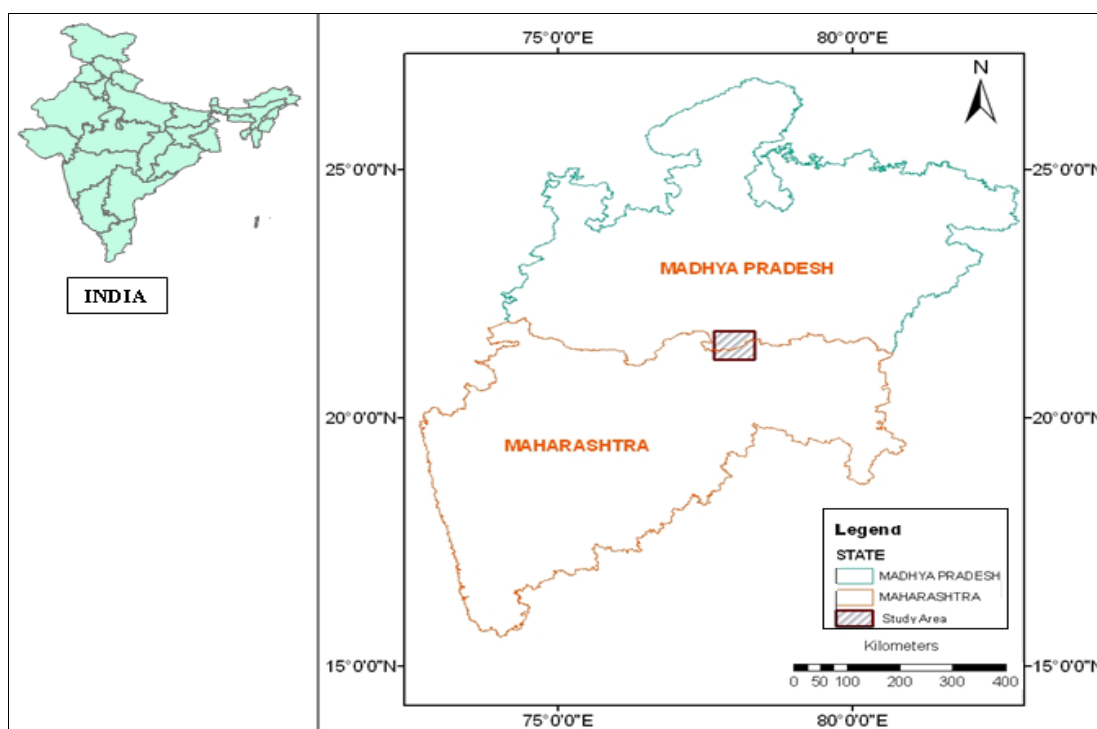 INDIA
75°0'0"E
80°0'0"E
N
25°0'0"N
25°0'0"N
MADHYA PRADESH
20°0'0"N
20°0'0"N
MAHARASHTRA
Legend
STATE
MADHYA PRADESH
MAHARASHTRA
Study Area
Kilometers
0 50 100 200 300 400
15°0'0"N
15°0'0"N
75°0'0"E
80°0'0"E